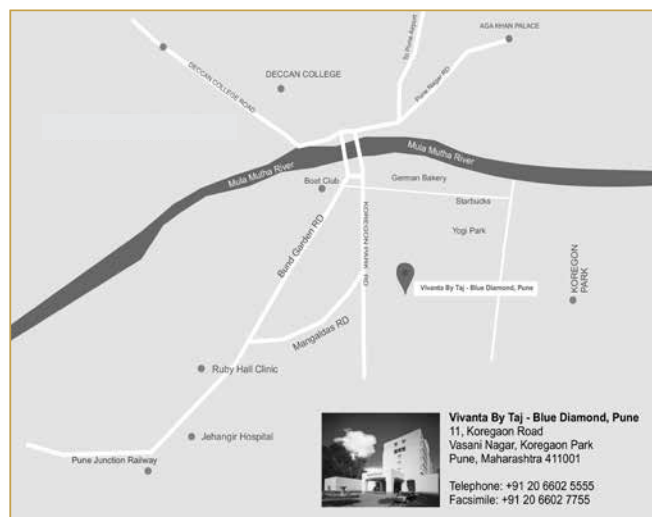 AGA KHAN PALACE
To Pune Airport
DECCAN COLLEGE ROAD
DECCAN COLLEGE
Pune Nagar RD
Mula Mutha River
Mula Mutha River
Boet Club
German Bakery
Starbucks
Bund Garden RD
KOREGON PARK RD
Yogi Park
KOREGON
PARK
Vivanta By Taj - Blue Diamond, Pune
Mangaldas RD
Ruby Hall Clinic
Jehangir Hospital
Pune Junction Railway
Vivanta By Taj - Blue Diamond, Pune
11, Koregaon Road
Vasani Nagar, Koregaon Park
Pune, Maharashtra 411001
Telephone: +91 20 6602 5555
Facsimile: +91 20 6602 7755